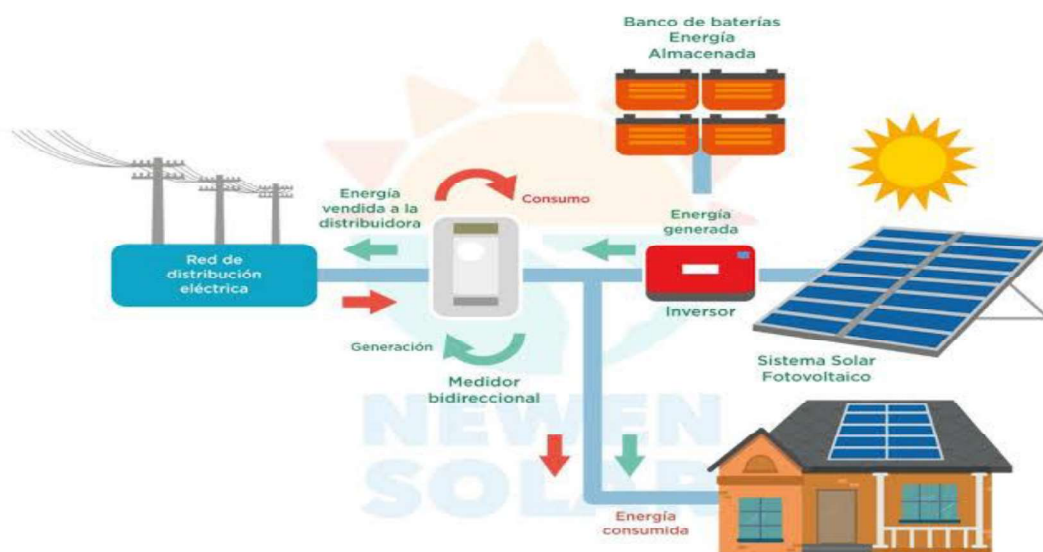 Banco de baterías
Energía
Almacenada
Energía
vendida a la
distribuidora
Consumo
Energía
generada
Red de
distribución
eléctrica
Inversor
Generación
Medidor
bidireccional
Sistema Solar
Fotovoltaico
NEWEN
SOLAR
Energía
consumida